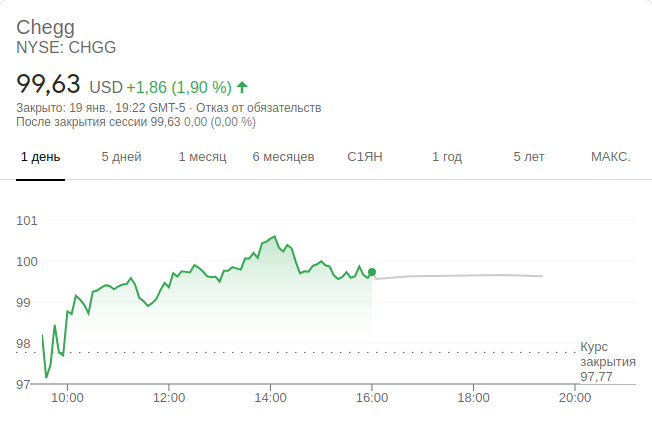 Chegg
NYSE: CHGG
99,63 USD +1,86 (1,90 %)
Закрыто: 19 янв., 19:22 GMT-5 · Отказ от обязательств
После закрытия сессии 99,63 0,00 (0,00 %)
1 день 5 дней 1 месяц 6 месяцев С1ЯН 1 год 5 лет МАКС.
101
100
99
98
Курс
закрытия
97,77
97
10:00 12:00 14:00 16:00 18:00 20:00